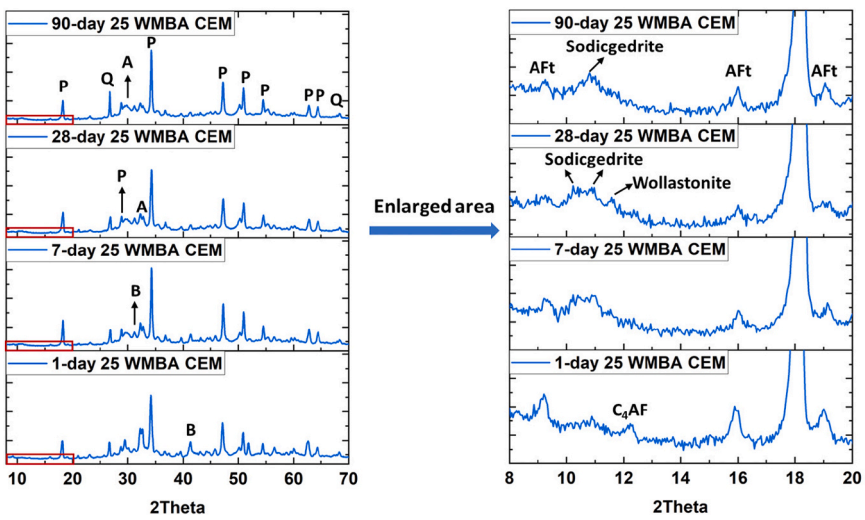 90-day 25 WMBA CEM
P
Q
A
P
P
P
P
P P
Q
28-day 25 WMBA CEM
P
A
7-day 25 WMBA CEM
B
1-day 25 WMBA CEM
B
10 20 30 40 50 60 70
2Theta
Enlarged area
90-day 25 WMBA CEM
Sodicgedrite
AFt
AFt
AFt
28-day 25 WMBA CEM
Sodicgedrite
Wollastonite
7-day 25 WMBA CEM
1-day 25 WMBA CEM
C₄AF
8 10 12 14 16 18 20
2Theta